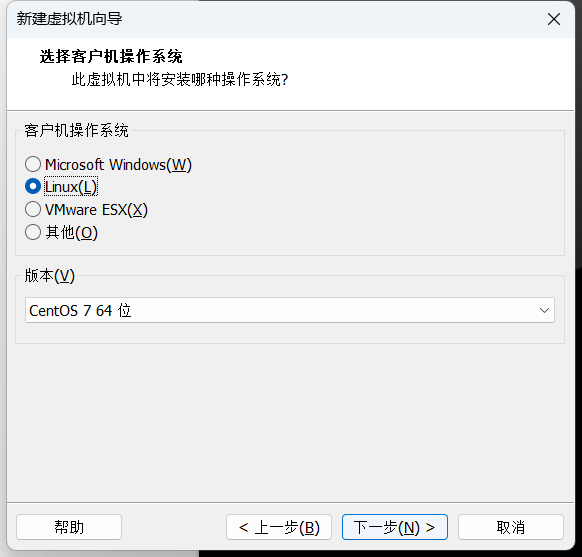 新建虚拟机向导
选择客户机操作系统
此虚拟机中将安装哪种操作系统?
客户机操作系统
Microsoft Windows(W)
Linux(L)
VMware ESX(X)
其他(O)
版本(V)
CentOS 7 64 位
帮助
< 上一步(B)
下一步(N) >
取消